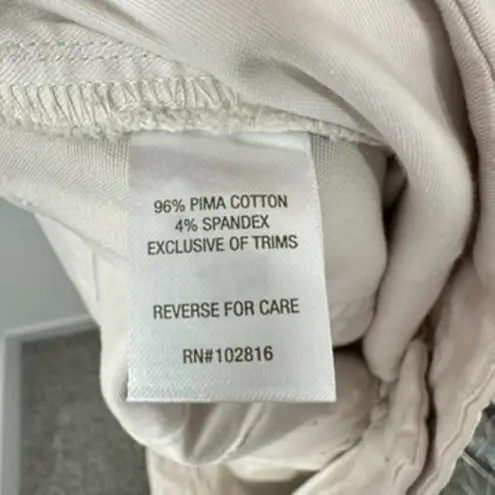 96% PIMA COTTON
4% SPANDEX
EXCLUSIVE OF TRIMS
REVERSE FOR CARE
RN#102816